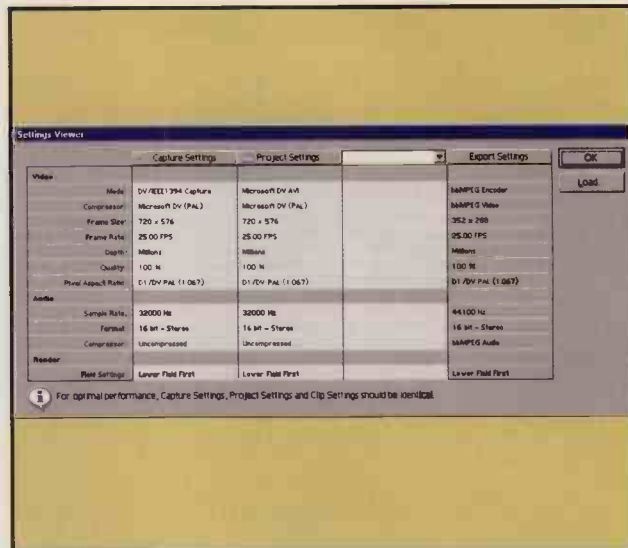 Settings Viewer
Capture Settings Project Settings Export Settings OK
Load
Video
Mode: DV/IEEE1394 Capture Microsoft DV AVI bbMPEG Encoder
Compressor: Microsoft DV (PAL) Microsoft DV (PAL) bbMPEG Video
Frame Size: 720 x 576 720 x 576 352 x 288
Frame Rate: 25.00 FPS 25.00 FPS 25.00 FPS
Depth: Millions Millions Millions
Quality: 100 % 100 % 100 %
Pixel Aspect Ratio: D1/DV PAL (1.067) D1/DV PAL (1.067) D1/DV PAL (1.067)
Audio
Sample Rate: 32000 Hz 32000 Hz 44100 Hz
Format: 16 bit - Stereo 16 bit - Stereo 16 bit - Stereo
Compressor: Uncompressed Uncompressed bbMPEG Audio
Render
Field Settings: Lower Field First Lower Field First Lower Field First
For optimal performance, Capture Settings, Project Settings and Clip Settings should be identical.